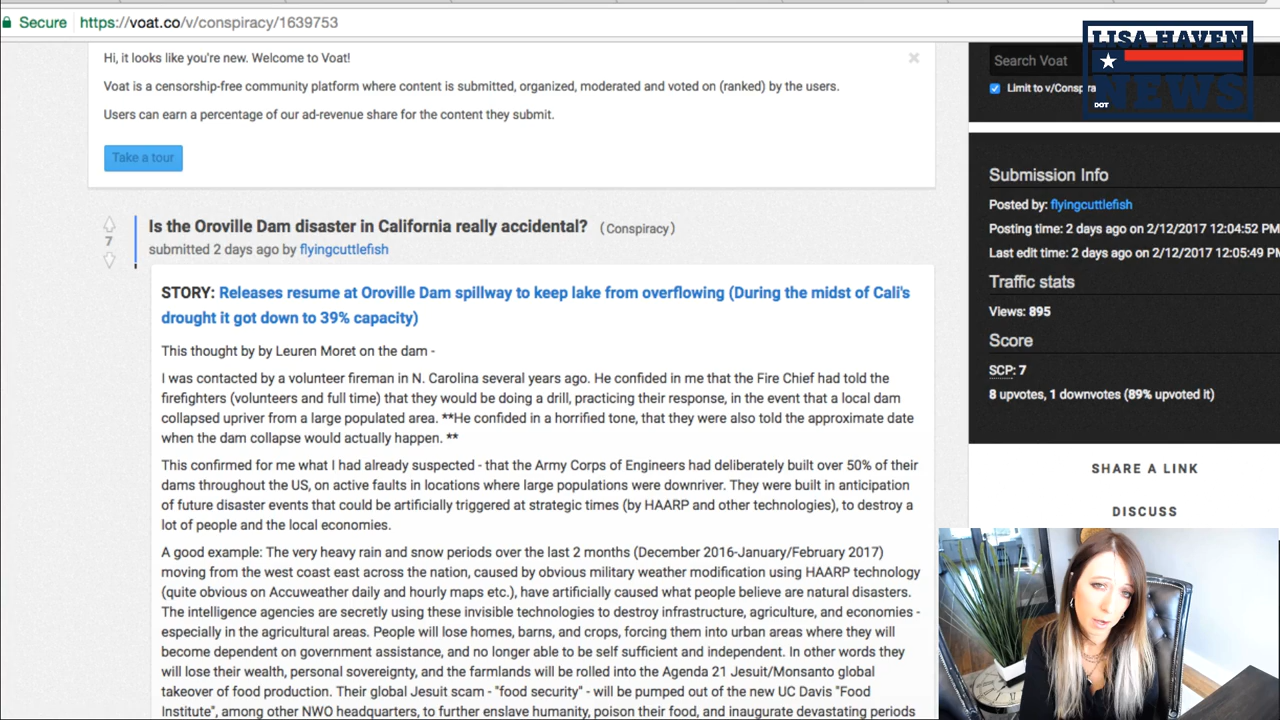 Secure https://voat.co/v/conspiracy/1639753
LISA HAVEN
NEWS
DOT
Hi, it looks like you're new. Welcome to Voat!
Voat is a censorship-free community platform where content is submitted, organized, moderated and voted on (ranked) by the users.
Users can earn a percentage of our ad-revenue share for the content they submit.
Take a tour
Search Voat
Limit to v/Conspira
7
Is the Oroville Dam disaster in California really accidental? (Conspiracy)
submitted 2 days ago by flyingcuttlefish
STORY: Releases resume at Oroville Dam spillway to keep lake from overflowing (During the midst of Cali's
drought it got down to 39% capacity)
This thought by by Leuren Moret on the dam -
I was contacted by a volunteer fireman in N. Carolina several years ago. He confided in me that the Fire Chief had told the
firefighters (volunteers and full time) that they would be doing a drill, practicing their response, in the event that a local dam
collapsed upriver from a large populated area. **He confided in a horrified tone, that they were also told the approximate date
when the dam collapse would actually happen. **
This confirmed for me what I had already suspected - that the Army Corps of Engineers had deliberately built over 50% of their
dams throughout the US, on active faults in locations where large populations were downriver. They were built in anticipation
of future disaster events that could be artificially triggered at strategic times (by HAARP and other technologies), to destroy a
lot of people and the local economies.
A good example: The very heavy rain and snow periods over the last 2 months (December 2016-January/February 2017)
moving from the west coast east across the nation, caused by obvious military weather modification using HAARP technology
(quite obvious on Accuweather daily and hourly maps etc.), have artificially caused what people believe are natural disasters.
The intelligence agencies are secretly using these invisible technologies to destroy infrastructure, agriculture, and economies -
especially in the agricultural areas. People will lose homes, barns, and crops, forcing them into urban areas where they will
become dependent on government assistance, and no longer able to be self sufficient and independent. In other words they
will lose their wealth, personal sovereignty, and the farmlands will be rolled into the Agenda 21 Jesuit/Monsanto global
takeover of food production. Their global Jesuit scam - "food security" - will be pumped out of the new UC Davis "Food
Institute", among other NWO headquarters, to further enslave humanity, poison their food, and inaugurate devastating periods
Submission Info
Posted by: flyingcuttlefish
Posting time: 2 days ago on 2/12/2017 12:04:52 PM
Last edit time: 2 days ago on 2/12/2017 12:05:49 PM
Traffic stats
Views: 895
Score
SCP: 7
8 upvotes, 1 downvotes (89% upvoted it)
SHARE A LINK
DISCUSS